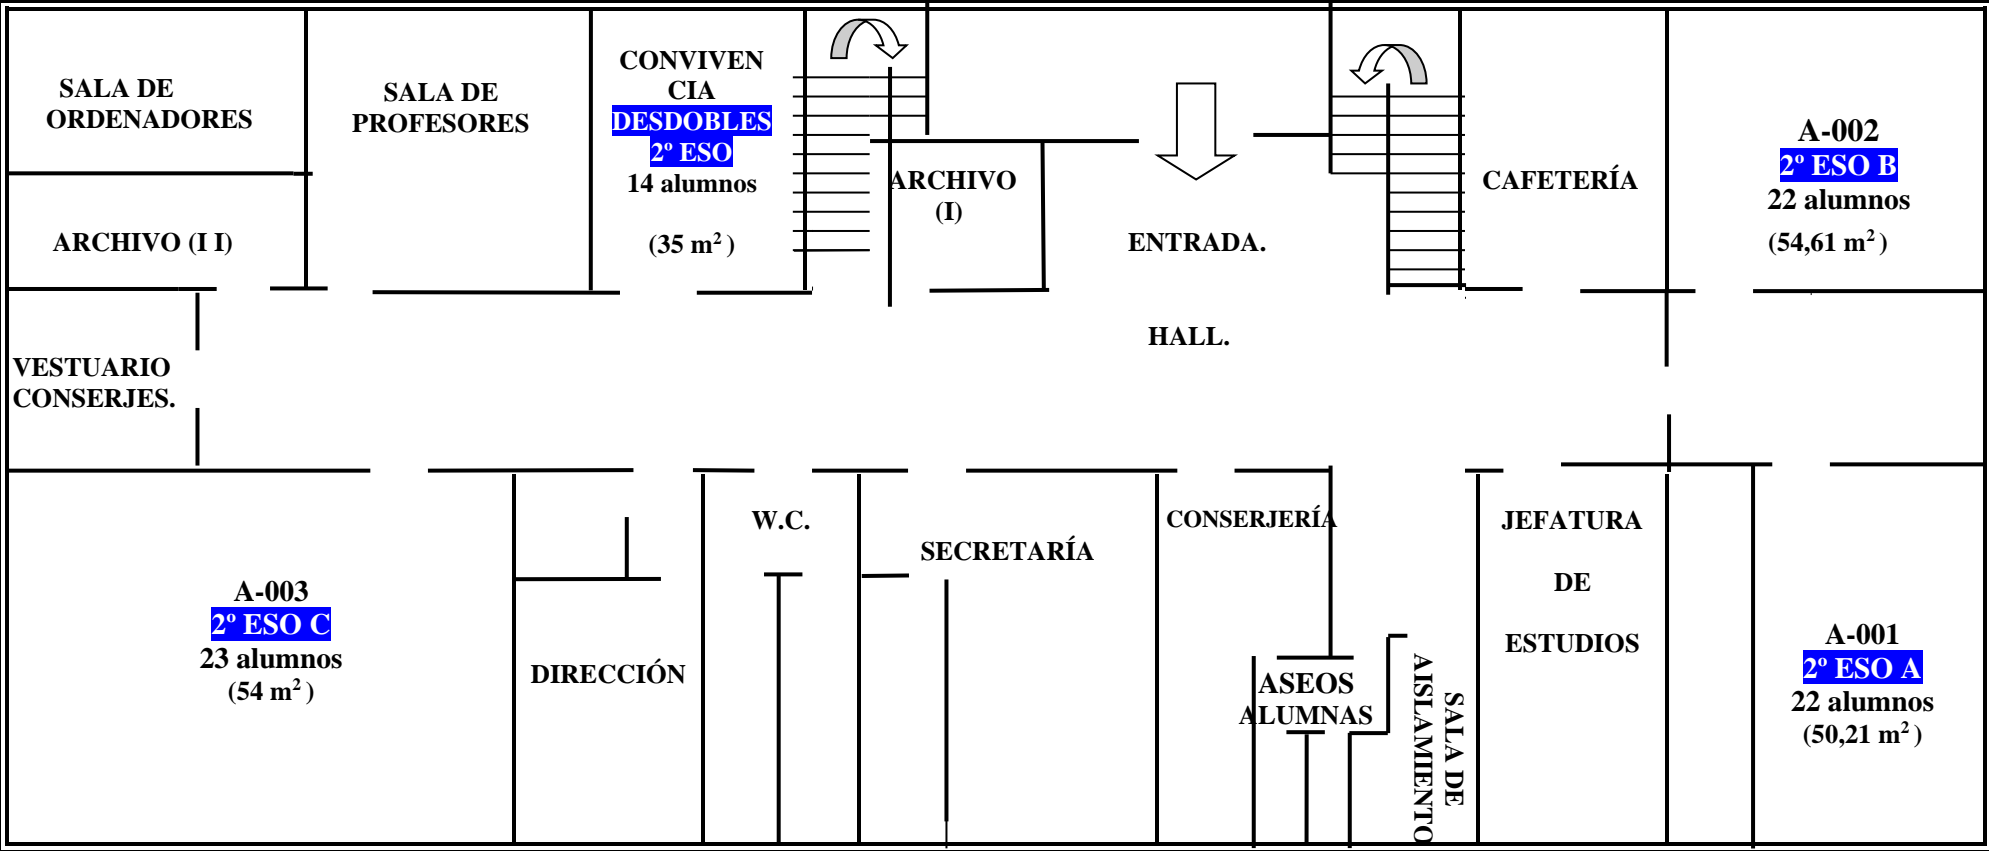 SALA DE
ORDENADORES
SALA DE
PROFESORES
CONVIVEN
CIA
DESDOBLES
2º ESO
14 alumnos
(35 m² )
ARCHIVO
(I)
ENTRADA.
CAFETERÍA
A-002
2º ESO B
22 alumnos
(54,61 m² )
ARCHIVO (I I)
HALL.
VESTUARIO
CONSERJES.
A-003
2º ESO C
23 alumnos
(54 m² )
DIRECCIÓN
W.C.
SECRETARÍA
CONSERJERÍA
ASEOS
ALUMNAS
SALA DE
AISLAMIENTO
JEFATURA
DE
ESTUDIOS
A-001
2º ESO A
22 alumnos
(50,21 m² )